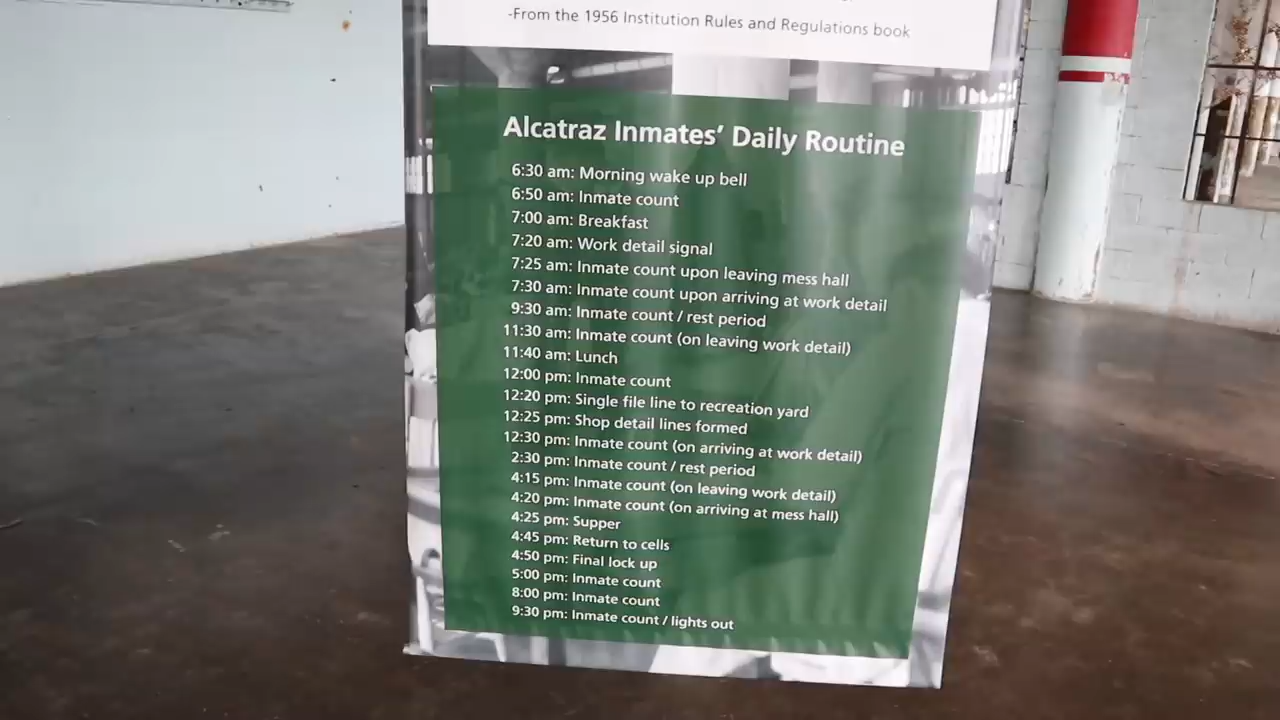 -From the 1956 Institution Rules and Regulations book
Alcatraz Inmates’ Daily Routine
6:30 am: Morning wake up bell
6:50 am: Inmate count
7:00 am: Breakfast
7:20 am: Work detail signal
7:25 am: Inmate count upon leaving mess hall
7:30 am: Inmate count upon arriving at work detail
9:30 am: Inmate count / rest period
11:30 am: Inmate count (on leaving work detail)
11:40 am: Lunch
12:00 pm: Inmate count
12:20 pm: Single file line to recreation yard
12:25 pm: Shop detail lines formed
12:30 pm: Inmate count (on arriving at work detail)
2:30 pm: Inmate count / rest period
4:15 pm: Inmate count (on leaving work detail)
4:20 pm: Inmate count (on arriving at mess hall)
4:25 pm: Supper
4:45 pm: Return to cells
4:50 pm: Final lock up
5:00 pm: Inmate count
8:00 pm: Inmate count
9:30 pm: Inmate count / lights out